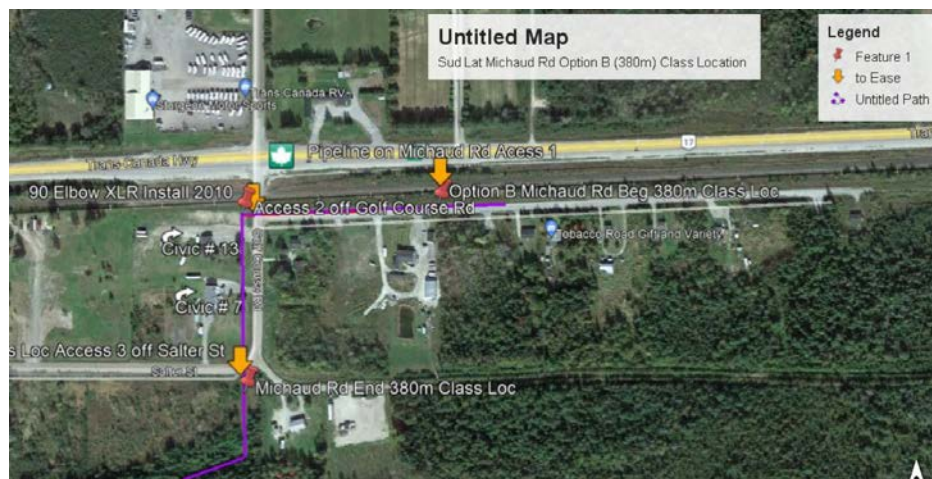 Untitled Map
Sud Lat Michaud Rd Option B (380m) Class Location
Legend
Feature 1
to Ease
Untitled Path
Trans Canada RV
Sturgeon MotorSports
Trans-Canada Hwy
17
Trans
Pipeline on Michaud Rd Acess 1
90 Elbow XLR Install 2010
Option B Michaud Rd Beg 380m Class Loc
Access 2 off Golf Course Rd
Tobacco Road Gift and Variety
Civic # 13
Civic # 7
s Loc Access 3 off Salter St
Salter St
Michaud Rd End 380m Class Loc